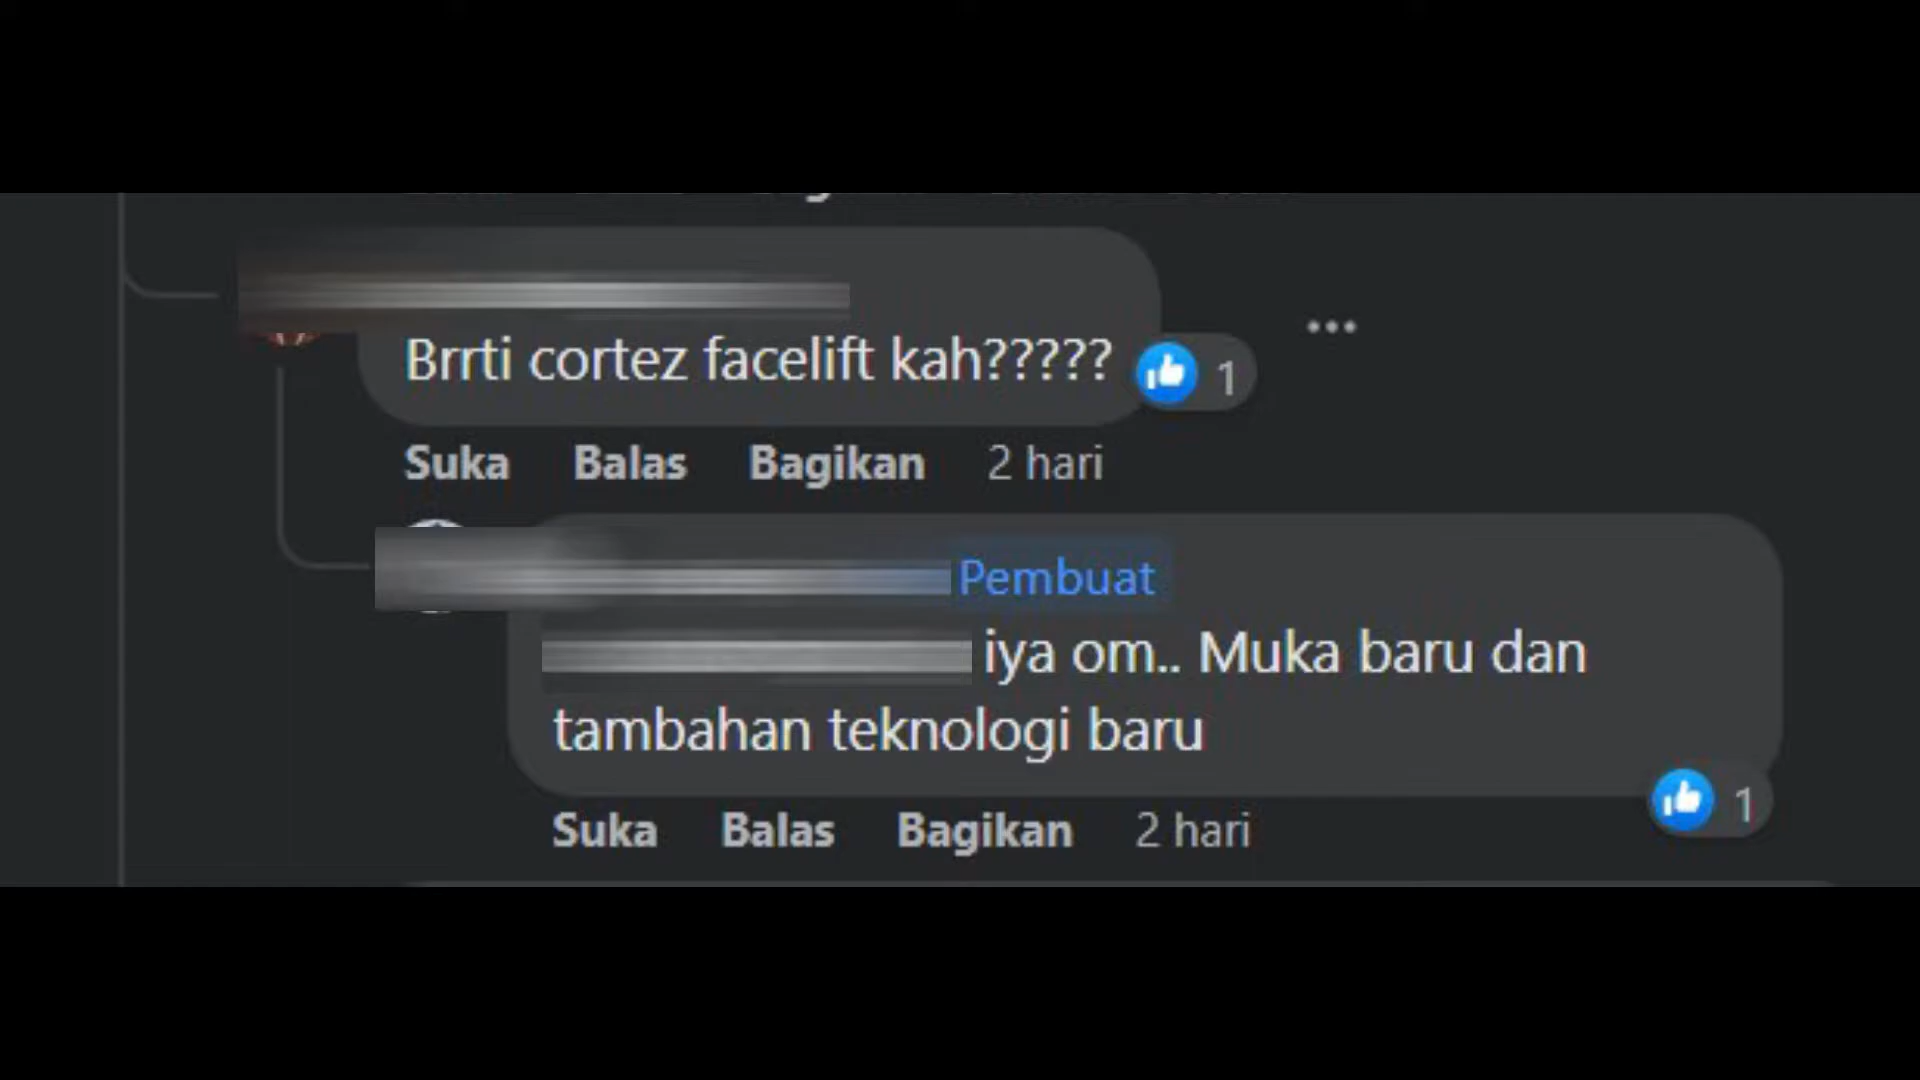 Brrti cortez facelift kah?????
1
Suka Balas Bagikan 2 hari
Pembuat
iya om.. Muka baru dan
tambahan teknologi baru
1
Suka Balas Bagikan 2 hari